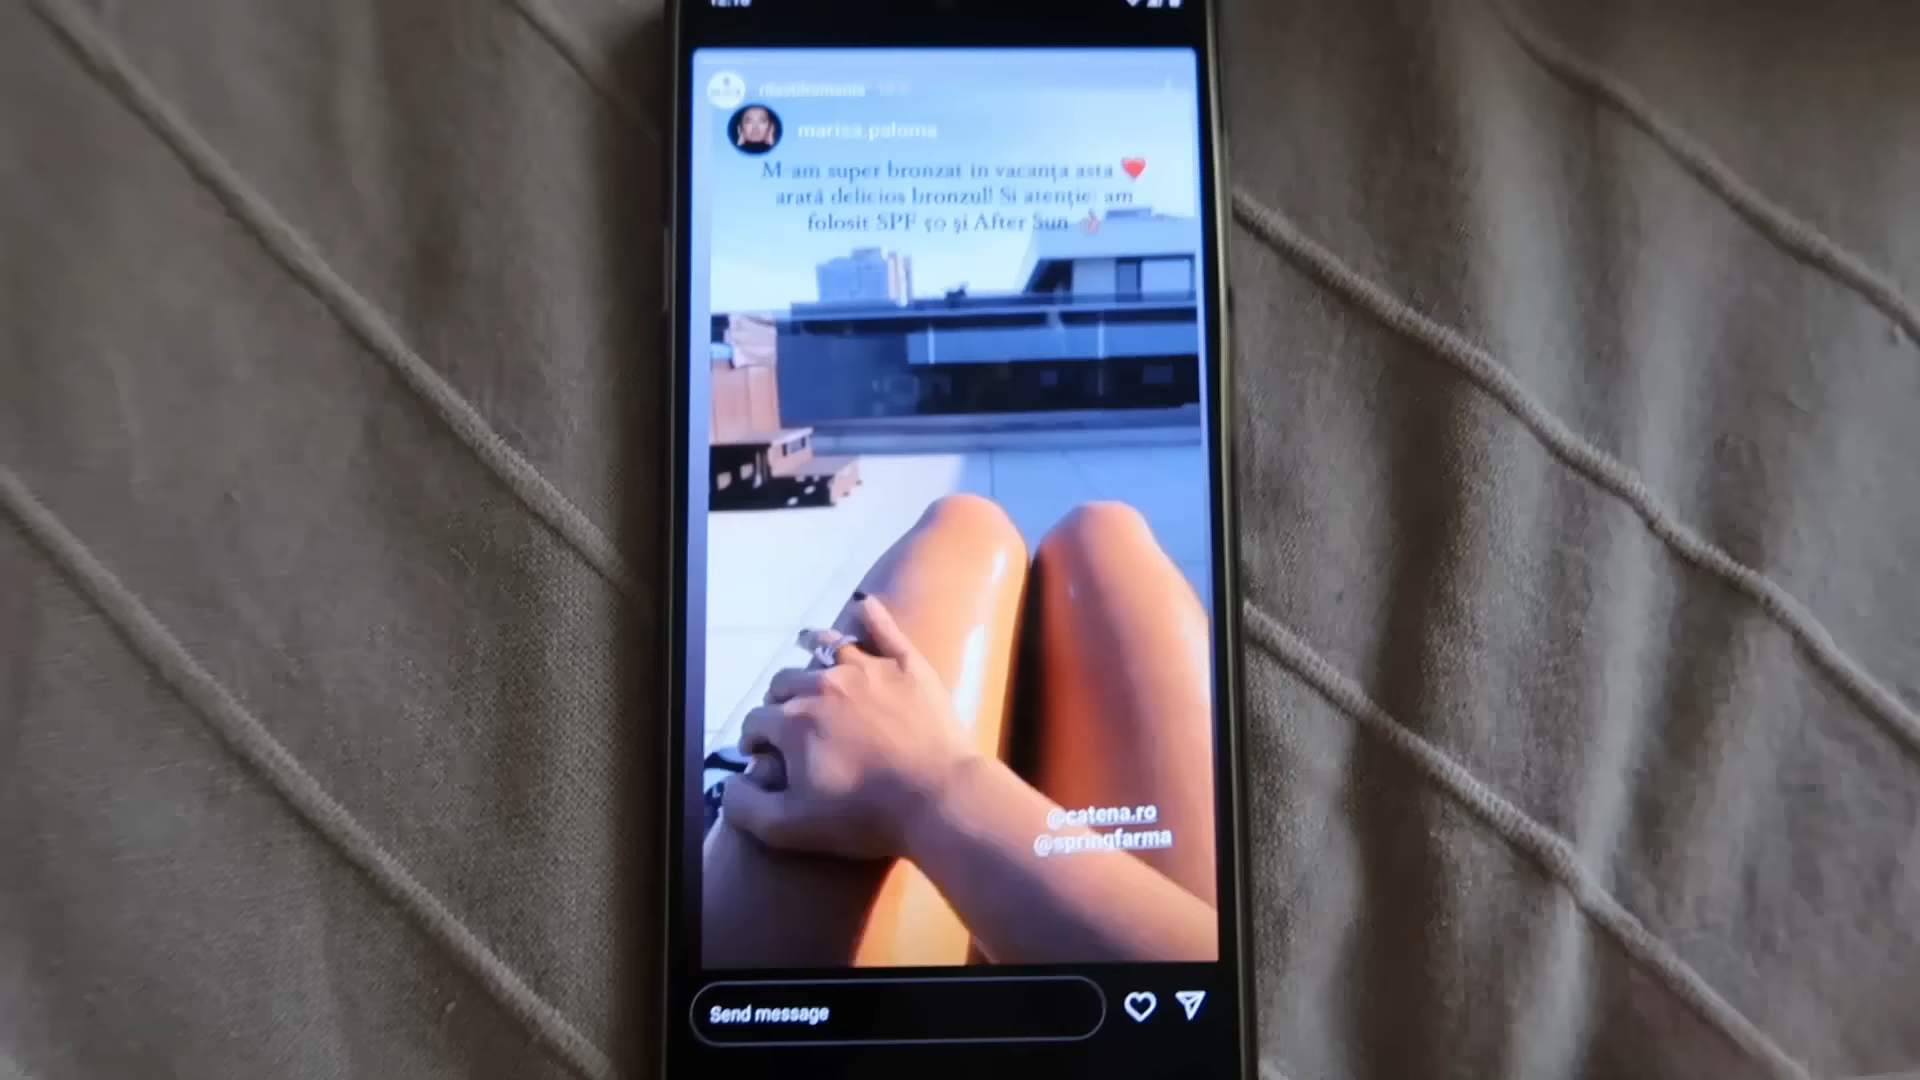 marisa.paloma
M-am super bronzat in vacanța asta ❤️
arată delicios bronzul! Si atenție: am
folosit SPF 50 și After Sun
@catena.ro
@springfarma
Send message